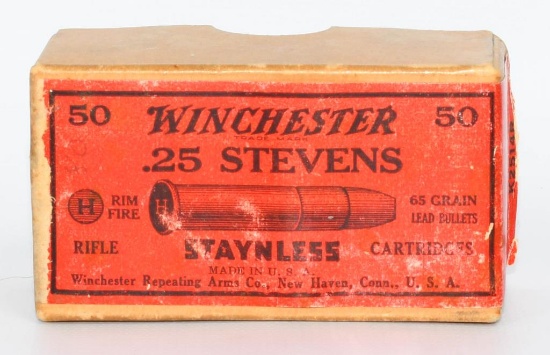 50 WINCHESTER 50
TRADE MARK
.25 STEVENS
H RIM FIRE H 65 GRAIN LEAD BULLETS
RIFLE STAYNLESS CARTRIDGES
MADE IN U.S.A.
Winchester Repeating Arms Co., New Haven, Conn., U. S. A.